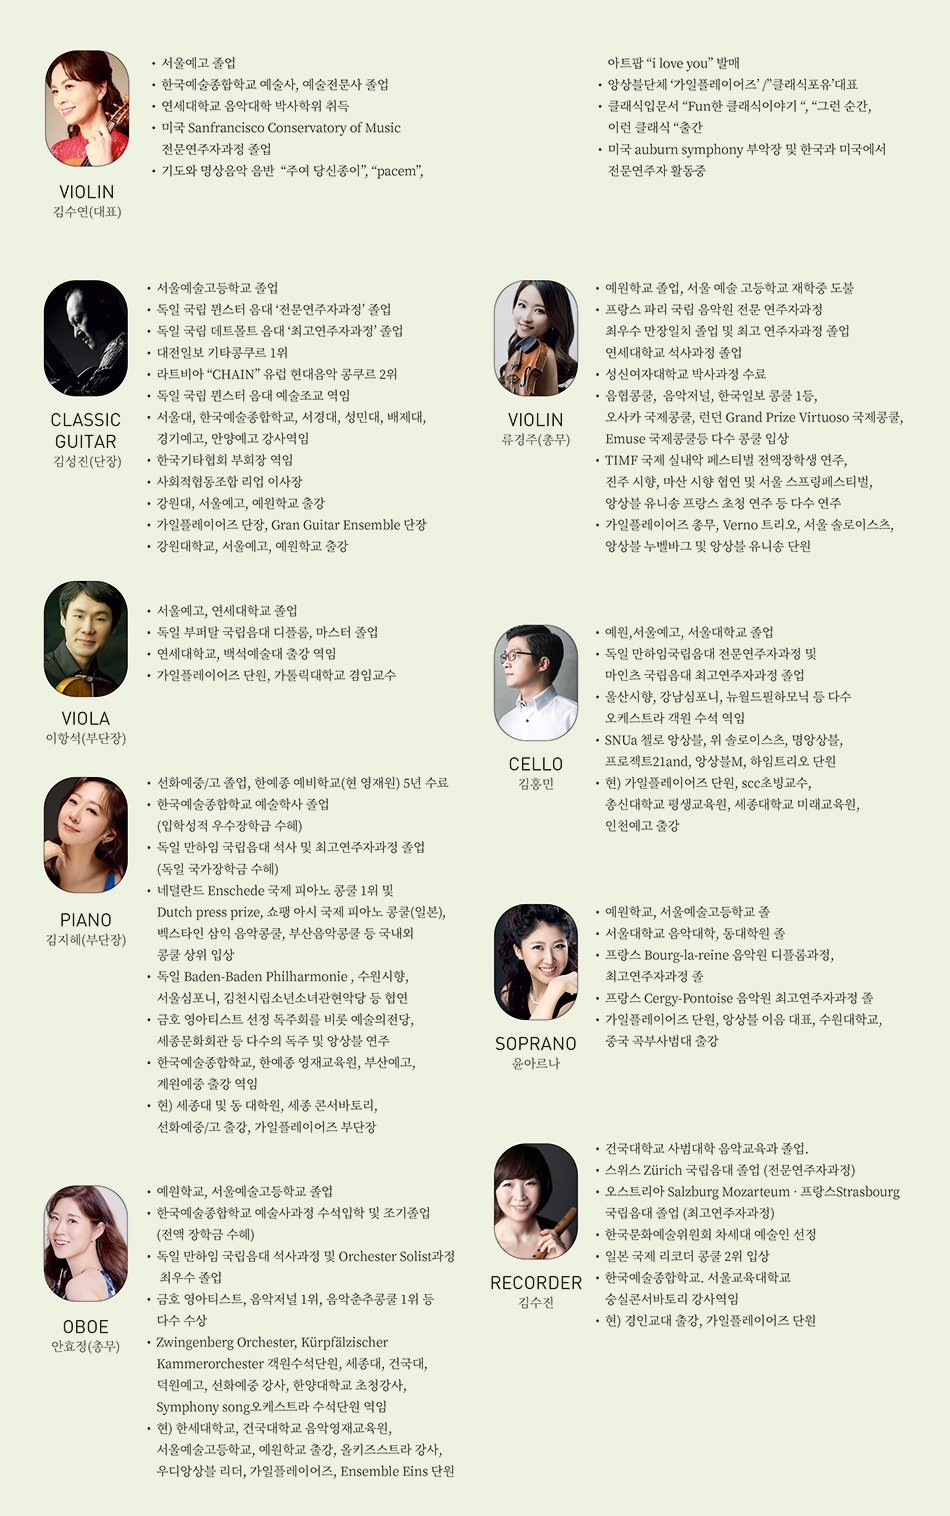 • 서울예고 졸업
• 한국예술종합학교 예술사, 예술전문사 졸업
• 연세대학교 음악대학 박사학위 취득
• 미국 Sanfrancisco Conservatory of Music
전문연주자과정 졸업
• 기도와 명상음악 음반 “주여 당신종이”, “pacem”,
아트팝 “i love you” 발매
• 앙상블단체 ‘가일플레이어즈’ /”클래식포유’대표
• 클래식입문서 “Fun한 클래식이야기 “, “그런 순간,
이런 클래식 “출간
• 미국 auburn symphony 부악장 및 한국과 미국에서
전문연주자 활동중
VIOLIN
김수연(대표)
• 서울예술고등학교 졸업
• 독일 국립 뮌스터 음대 ‘전문연주자과정’ 졸업
• 독일 국립 데트몰트 음대 ‘최고연주자과정’ 졸업
• 대전일보 기타콩쿠르 1위
• 라트비아 “CHAIN” 유럽 현대음악 콩쿠르 2위
• 독일 국립 뮌스터 음대 예술조교 역임
• 서울대, 한국예술종합학교, 서경대, 성민대, 배제대,
경기예고, 안양예고 강사역임
• 한국기타협회 부회장 역임
• 사회적협동조합 리업 이사장
• 강원대, 서울예고, 예원학교 출강
• 가일플레이어즈 단장, Gran Guitar Ensemble 단장
• 강원대학교, 서울예고, 예원학교 출강
CLASSIC
GUITAR
김성진(단장)
• 예원학교 졸업, 서울 예술 고등학교 재학중 도불
• 프랑스 파리 국립 음악원 전문 연주자과정
최우수 만장일치 졸업 및 최고 연주자과정 졸업
연세대학교 석사과정 졸업
• 성신여자대학교 박사과정 수료
• 음협콩쿨, 음악저널, 한국일보 콩쿨 1등,
오사카 국제콩쿨, 런던 Grand Prize Virtuoso 국제콩쿨,
Emuse 국제콩쿨등 다수 콩쿨 입상
• TIMF 국제 실내악 페스티벌 전액장학생 연주,
진주 시향, 마산 시향 협연 및 서울 스프링페스티벌,
앙상블 유니송 프랑스 초청 연주 등 다수 연주
• 가일플레이어즈 총무, Verno 트리오, 서울 솔로이스츠,
앙상블 누벨바그 및 앙상블 유니송 단원
VIOLIN
류경주(총무)
• 서울예고, 연세대학교 졸업
• 독일 부퍼탈 국립음대 디플롬, 마스터 졸업
• 연세대학교, 백석예술대 출강 역임
• 가일플레이어즈 단원, 가톨릭대학교 겸임교수
VIOLA
이항석(부단장)
• 예원,서울예고, 서울대학교 졸업
• 독일 만하임국립음대 전문연주자과정 및
마인츠 국립음대 최고연주자과정 졸업
• 울산시향, 강남심포니, 뉴월드필하모닉 등 다수
오케스트라 객원 수석 역임
• SNUa 첼로 앙상블, 위 솔로이스츠, 명앙상블,
프로젝트21and, 앙상블M, 하임트리오 단원
• 현) 가일플레이어즈 단원, scc초빙교수,
총신대학교 평생교육원, 세종대학교 미래교육원,
인천예고 출강
CELLO
김홍민
• 선화예중/고 졸업, 한예종 예비학교(현 영재원) 5년 수료
• 한국예술종합학교 예술학사 졸업
(입학성적 우수장학금 수혜)
• 독일 만하임 국립음대 석사 및 최고연주자과정 졸업
(독일 국가장학금 수혜)
• 네덜란드 Enschede 국제 피아노 콩쿨 1위 및
Dutch press prize, 쇼팽 아시 국제 피아노 콩쿨(일본),
벡스타인 삼익 음악콩쿨, 부산음악콩쿨 등 국내외
콩쿨 상위 입상
• 독일 Baden-Baden Philharmonie , 수원시향,
서울심포니, 김천시립소년소녀관현악당 등 협연
• 금호 영아티스트 선정 독주회를 비롯 예술의전당,
세종문화회관 등 다수의 독주 및 앙상블 연주
• 한국예술종합학교, 한예종 영재교육원, 부산예고,
계원예중 출강 역임
• 현) 세종대 및 동 대학원, 세종 콘서바토리,
선화예중/고 출강, 가일플레이어즈 부단장
PIANO
김지혜(부단장)
• 예원학교, 서울예술고등학교 졸
• 서울대학교 음악대학, 동대학원 졸
• 프랑스 Bourg-la-reine 음악원 디플롬과정,
최고연주자과정 졸
• 프랑스 Cergy-Pontoise 음악원 최고연주자과정 졸
• 가일플레이어즈 단원, 앙상블 이음 대표, 수원대학교,
중국 곡부사범대 출강
SOPRANO
윤아르나
• 건국대학교 사범대학 음악교육과 졸업.
• 스위스 Zürich 국립음대 졸업 (전문연주자과정)
• 오스트리아 Salzburg Mozarteum · 프랑스Strasbourg
국립음대 졸업 (최고연주자과정)
• 한국문화예술위원회 차세대 예술인 선정
• 일본 국제 리코더 콩쿨 2위 입상
• 한국예술종합학교. 서울교육대학교
숭실콘서바토리 강사역임
• 현) 경인교대 출강, 가일플레이어즈 단원
RECORDER
김수진
• 예원학교, 서울예술고등학교 졸업
• 한국예술종합학교 예술사과정 수석입학 및 조기졸업
(전액 장학금 수혜)
• 독일 만하임 국립음대 석사과정 및 Orchester Solist과정
최우수 졸업
• 금호 영아티스트, 음악저널 1위, 음악춘추콩쿨 1위 등
다수 수상
• Zwingenberg Orchester, Kürpfälzischer
Kammerorchester 객원수석단원, 세종대, 건국대,
덕원예고, 선화예중 강사, 한양대학교 초청강사,
Symphony song오케스트라 수석단원 역임
• 현) 한세대학교, 건국대학교 음악영재교육원,
서울예술고등학교, 예원학교 출강, 올키즈스트라 강사,
우디앙상블 리더, 가일플레이어즈, Ensemble Eins 단원
OBOE
안효정(총무)